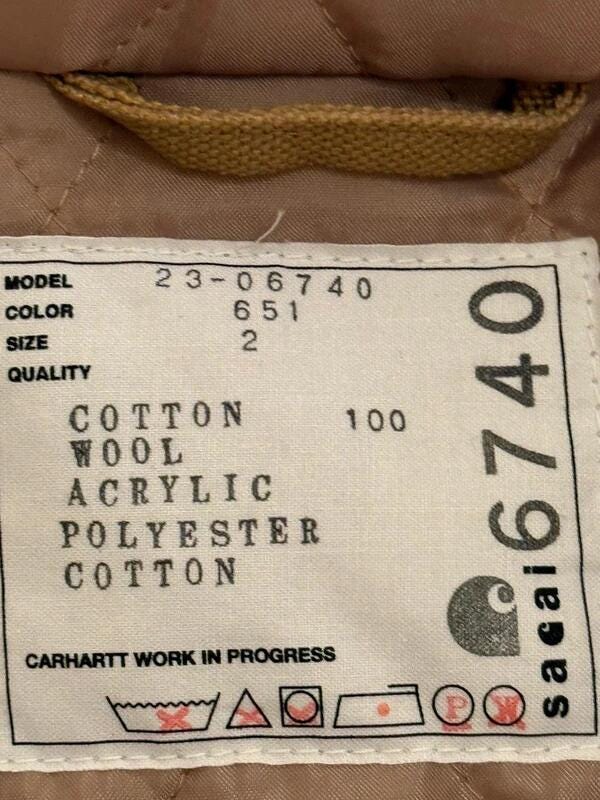 MODEL 23-06740
COLOR 651
SIZE 2
QUALITY
COTTON 100
WOOL
ACRYLIC
POLYESTER
COTTON
CARHARTT WORK IN PROGRESS
P W
sacai 6740